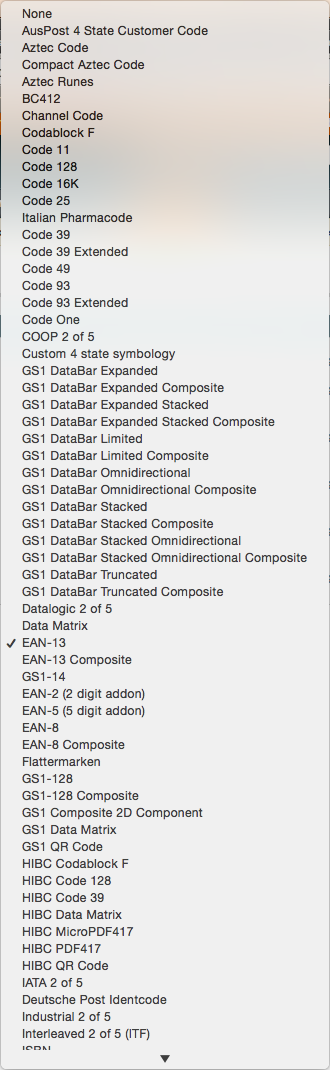 None
AusPost 4 State Customer Code
Aztec Code
Compact Aztec Code
Aztec Runes
BC412
Channel Code
Codablock F
Code 11
Code 128
Code 16K
Code 25
Italian Pharmacode
Code 39
Code 39 Extended
Code 49
Code 93
Code 93 Extended
Code One
COOP 2 of 5
Custom 4 state symbology
GS1 DataBar Expanded
GS1 DataBar Expanded Composite
GS1 DataBar Expanded Stacked
GS1 DataBar Expanded Stacked Composite
GS1 DataBar Limited
GS1 DataBar Limited Composite
GS1 DataBar Omnidirectional
GS1 DataBar Omnidirectional Composite
GS1 DataBar Stacked
GS1 DataBar Stacked Composite
GS1 DataBar Stacked Omnidirectional
GS1 DataBar Stacked Omnidirectional Composite
GS1 DataBar Truncated
GS1 DataBar Truncated Composite
Datalogic 2 of 5
Data Matrix
✓ EAN-13
EAN-13 Composite
GS1-14
EAN-2 (2 digit addon)
EAN-5 (5 digit addon)
EAN-8
EAN-8 Composite
Flattermarken
GS1-128
GS1-128 Composite
GS1 Composite 2D Component
GS1 Data Matrix
GS1 QR Code
HIBC Codablock F
HIBC Code 128
HIBC Code 39
HIBC Data Matrix
HIBC MicroPDF417
HIBC PDF417
HIBC QR Code
IATA 2 of 5
Deutsche Post Identcode
Industrial 2 of 5
Interleaved 2 of 5 (ITF)